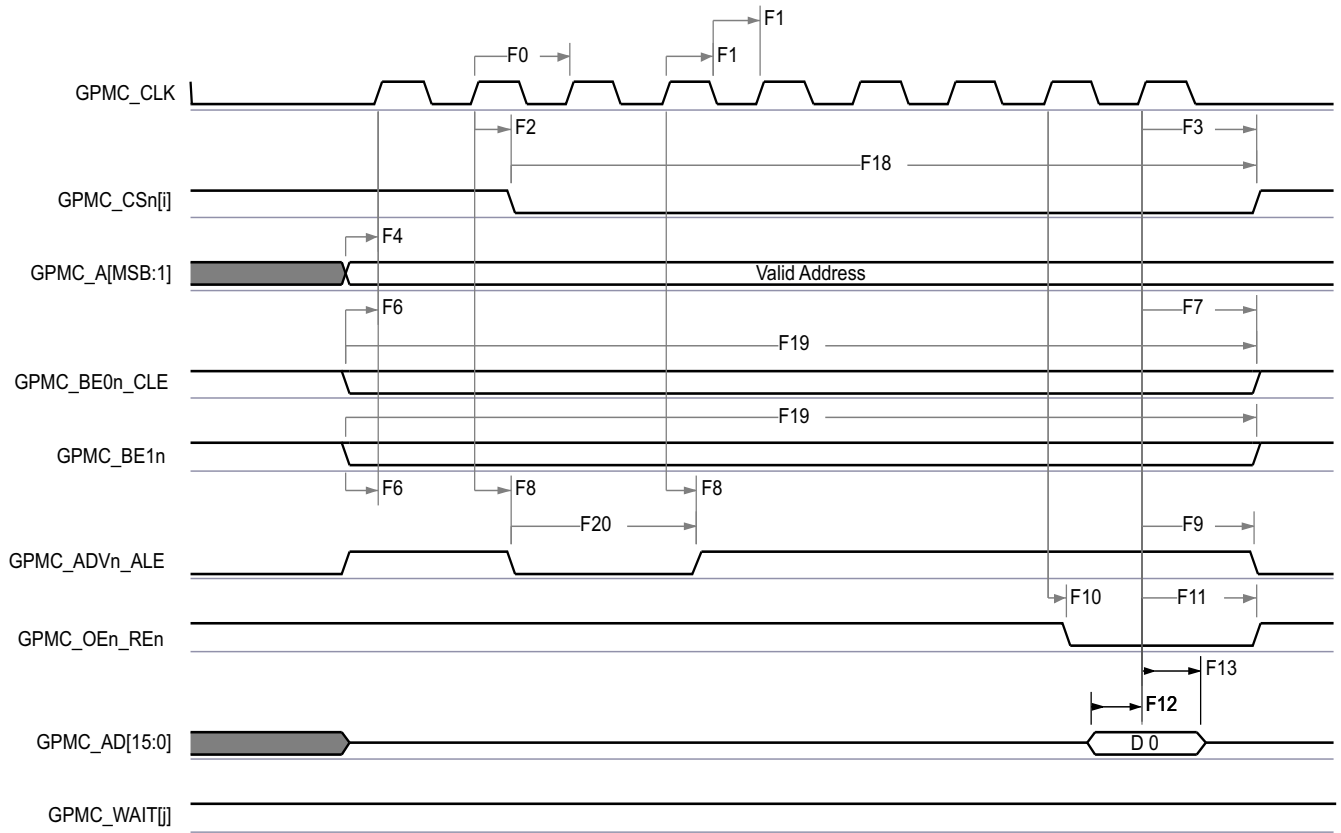 F1
F0
F1
GPMC_CLK
F2
F3
F18
GPMC_CSn[i]
F4
GPMC_A[MSB:1]
Valid Address
F6
F7
F19
GPMC_BE0n_CLE
F19
GPMC_BE1n
F6
F8
F8
F20
F9
GPMC_ADVn_ALE
F10
F11
GPMC_OEn_REn
F13
F12
GPMC_AD[15:0]
D 0
GPMC_WAIT[j]